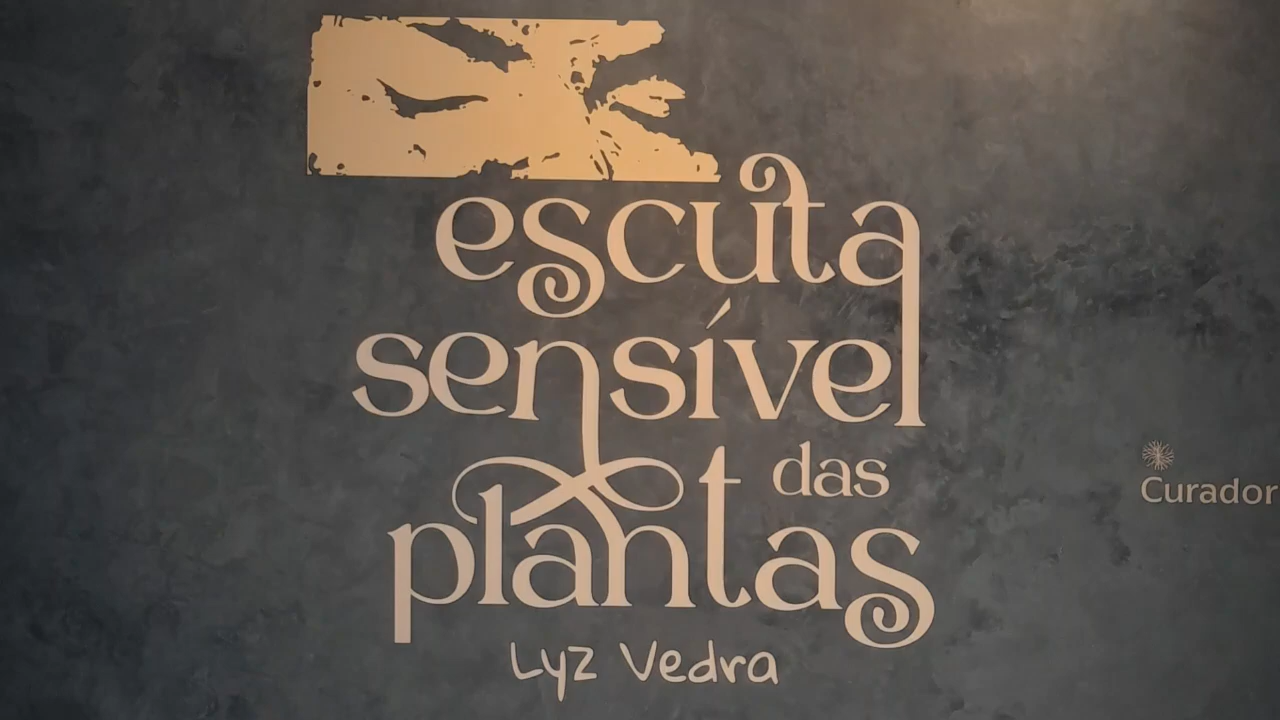 escuta
sensível
das
plantas
Lyz Vedra
Curador